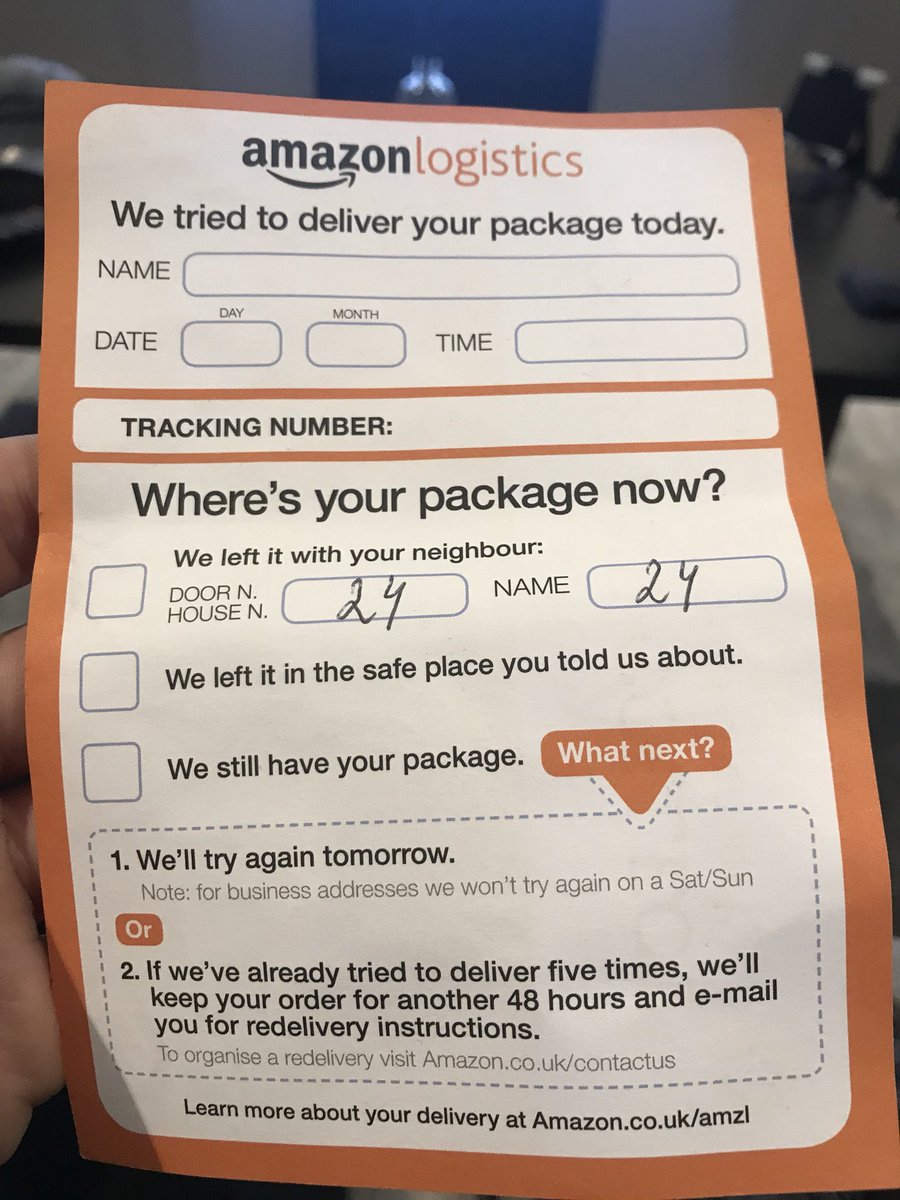 amazonlogistics
We tried to deliver your package today.
NAME
DAY MONTH
DATE TIME
TRACKING NUMBER:
Where's your package now?
We left it with your neighbour:
DOOR N.
HOUSE N. 24 NAME 24
We left it in the safe place you told us about.
We still have your package. What next?
1. We'll try again tomorrow.
Note: for business addresses we won't try again on a Sat/Sun
Or
2. If we've already tried to deliver five times, we'll
keep your order for another 48 hours and e-mail
you for redelivery instructions.
To organise a redelivery visit Amazon.co.uk/contactus
Learn more about your delivery at Amazon.co.uk/amzl